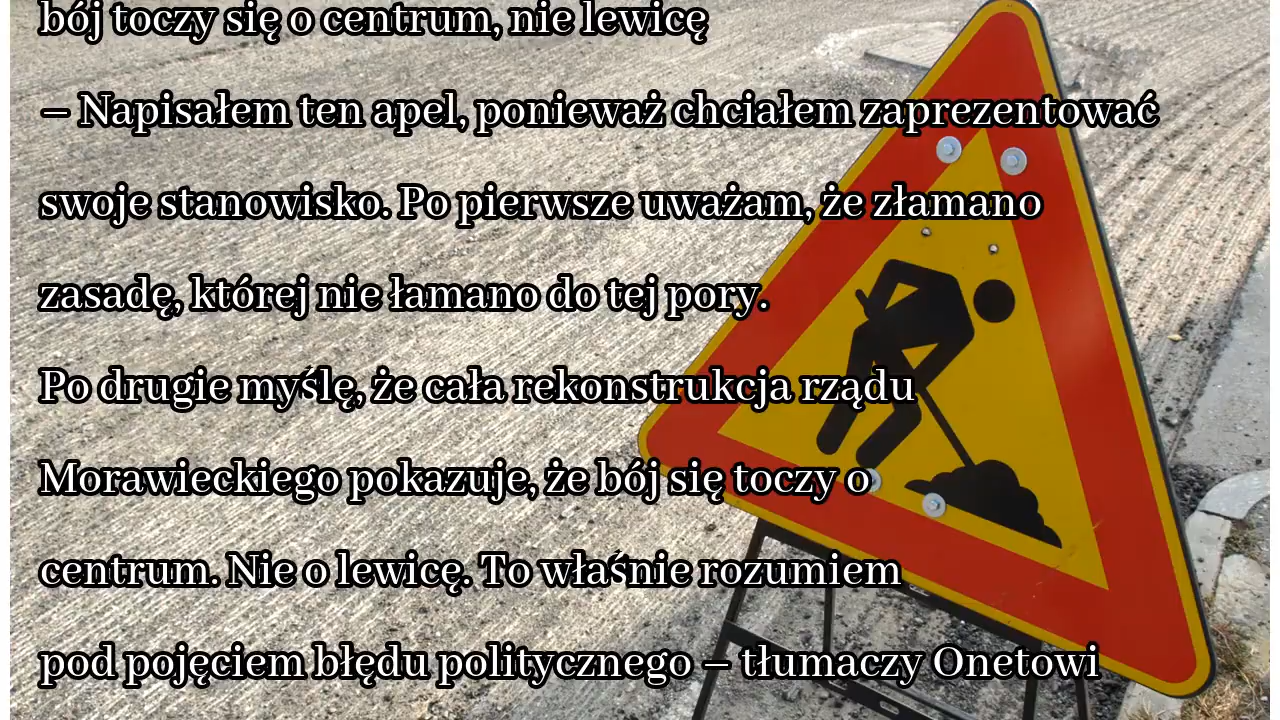 bój toczy się o centrum, nie lewicę
– Napisałem ten apel, ponieważ chciałem zaprezentować
swoje stanowisko. Po pierwsze uważam, że złamano
zasadę, której nie łamano do tej pory.
Po drugie myślę, że cała rekonstrukcja rządu
Morawieckiego pokazuje, że bój się toczy o
centrum. Nie o lewicę. To właśnie rozumiem
pod pojęciem błędu politycznego – tłumaczy Onetowi